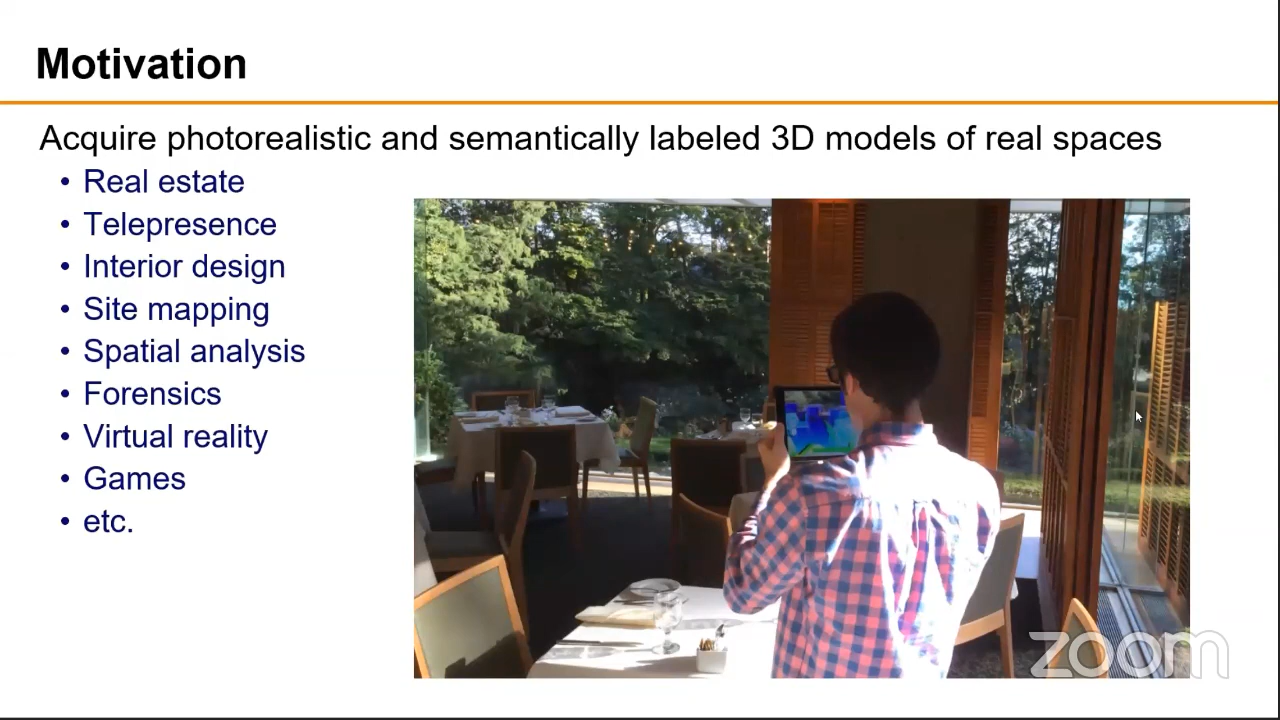 Motivation
Acquire photorealistic and semantically labeled 3D models of real spaces
• Real estate
• Telepresence
• Interior design
• Site mapping
• Spatial analysis
• Forensics
• Virtual reality
• Games
• etc.
zoom